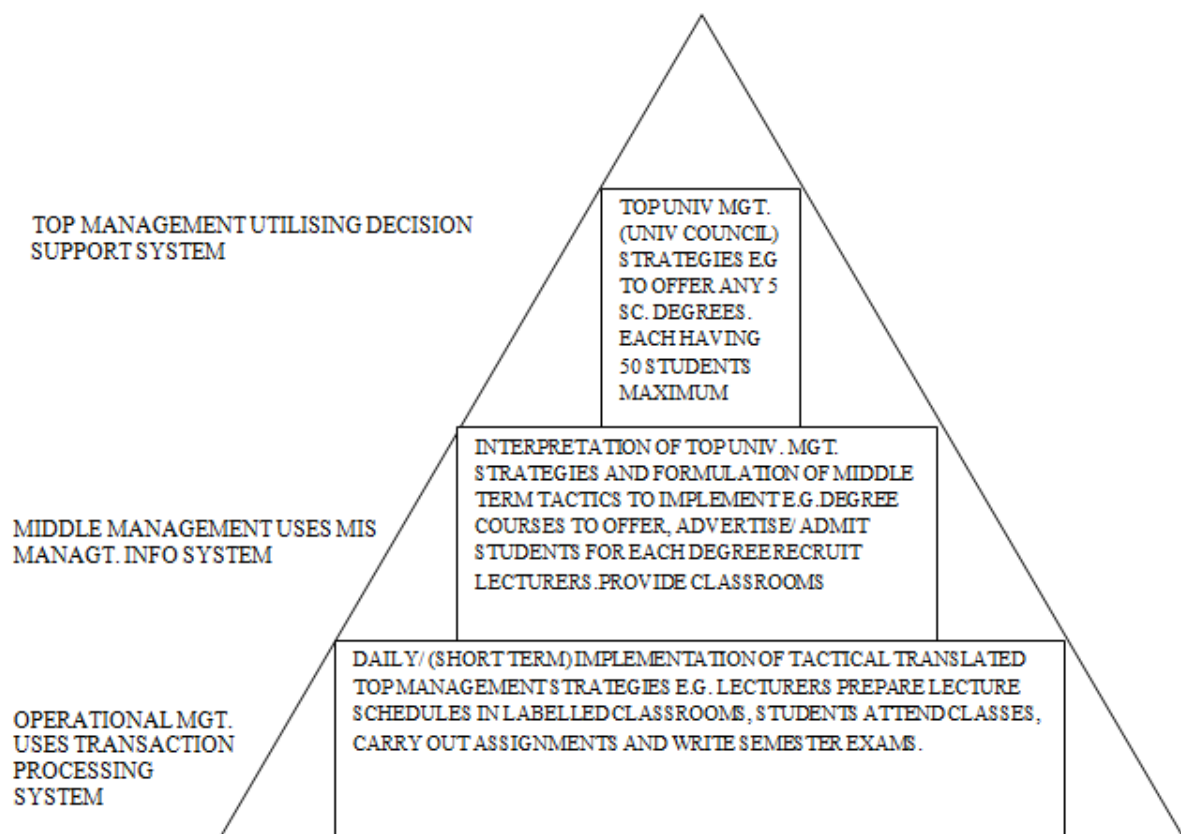 TOP MANAGEMENT UTILISING DECISION
SUPPORT SYSTEM
TOP UNIV MGT.
(UNIV COUNCIL)
STRATEGIES E.G
TO OFFER ANY 5
SC. DEGREES.
EACH HAVING
50 STUDENTS
MAXIMUM
MIDDLE MANAGEMENT USES MIS
MANAGT. INFO SYSTEM
INTERPRETATION OF TOP UNIV. MGT.
STRATEGIES AND FORMULATION OF MIDDLE
TERM TACTICS TO IMPLEMENT E.G. DEGREE
COURSES TO OFFER, ADVERTISE/ ADMIT
STUDENTS FOR EACH DEGREE RECRUIT
LECTURERS. PROVIDE CLASSROOMS
OPERATIONAL MGT.
USES TRANSACTION
PROCESSING
SYSTEM
DAILY/ (SHORT TERM) IMPLEMENTATION OF TACTICAL TRANSLATED
TOP MANAGEMENT STRATEGIES E.G. LECTURERS PREPARE LECTURE
SCHEDULES IN LABELLED CLASSROOMS, STUDENTS ATTEND CLASSES,
CARRY OUT ASSIGNMENTS AND WRITE SEMESTER EXAMS.